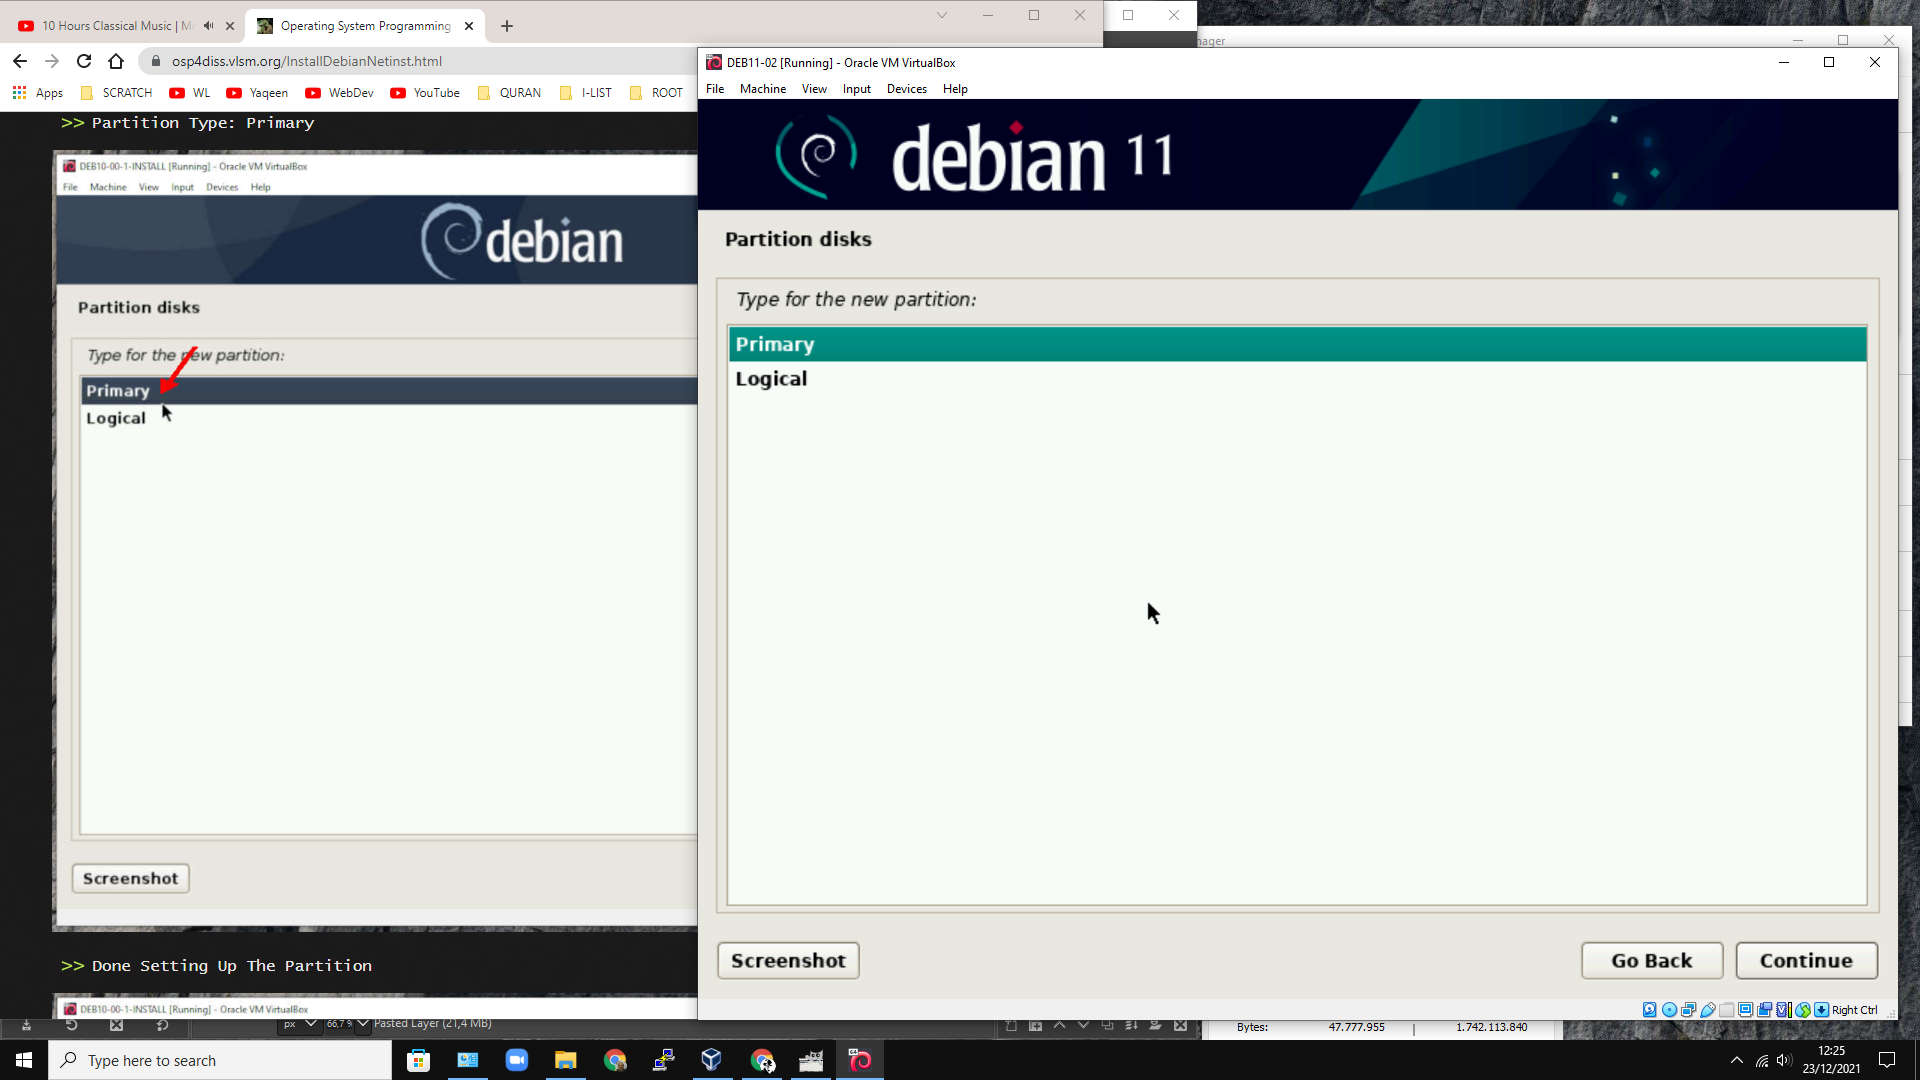 10 Hours Classical Music | M
Operating System Programming
osp4diss.vlsm.org/InstallDebianNetinst.html
Apps
SCRATCH
WL
Yaqeen
WebDev
YouTube
QURAN
I-LIST
ROOT
>> Partition Type: Primary
DEB10-00-1-INSTALL [Running] - Oracle VM VirtualBox
File Machine View Input Devices Help
debian
Partition disks
Type for the new partition:
Primary
Logical
Screenshot
>> Done Setting Up The Partition
DEB10-00-1-INSTALL [Running] - Oracle VM VirtualBox
px
66,7
Pasted Layer (21,4 MB)
nager
DEB11-02 [Running] - Oracle VM VirtualBox
File Machine View Input Devices Help
debian 11
Partition disks
Type for the new partition:
Primary
Logical
Screenshot
Go Back
Continue
Right Ctrl
Bytes: 47.777.955 | 1.742.113.840
Type here to search
64
12:25
23/12/2021